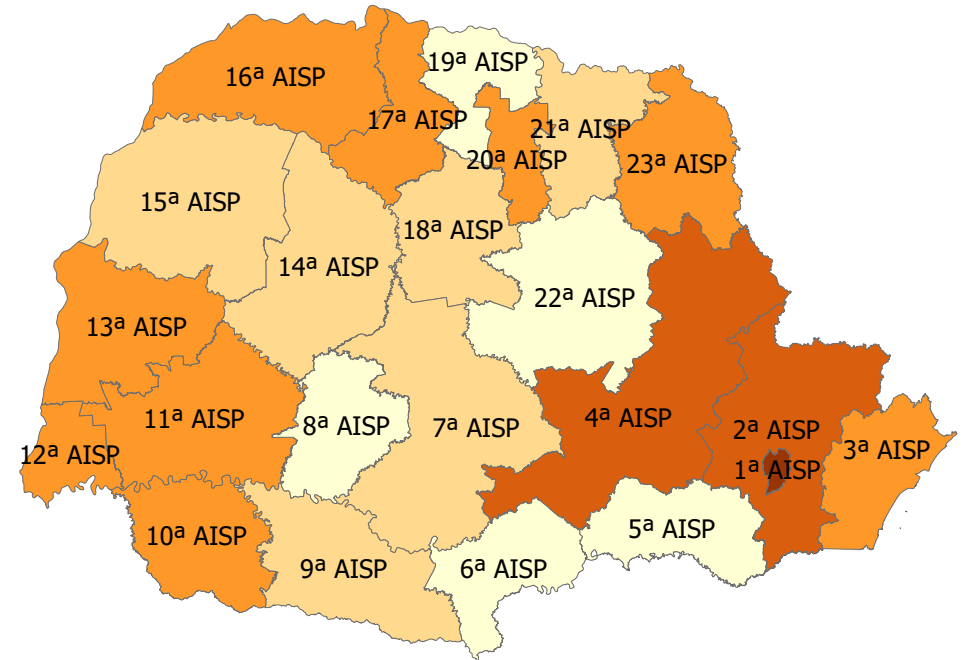 19ª AISP
16ª AISP
17ª AISP
21ª AISP
20ª AISP
23ª AISP
15ª AISP
18ª AISP
14ª AISP
22ª AISP
13ª AISP
11ª AISP
8ª AISP
7ª AISP
4ª AISP
2ª AISP
3ª AISP
12ª AISP
1ª AISP
5ª AISP
10ª AISP
9ª AISP
6ª AISP